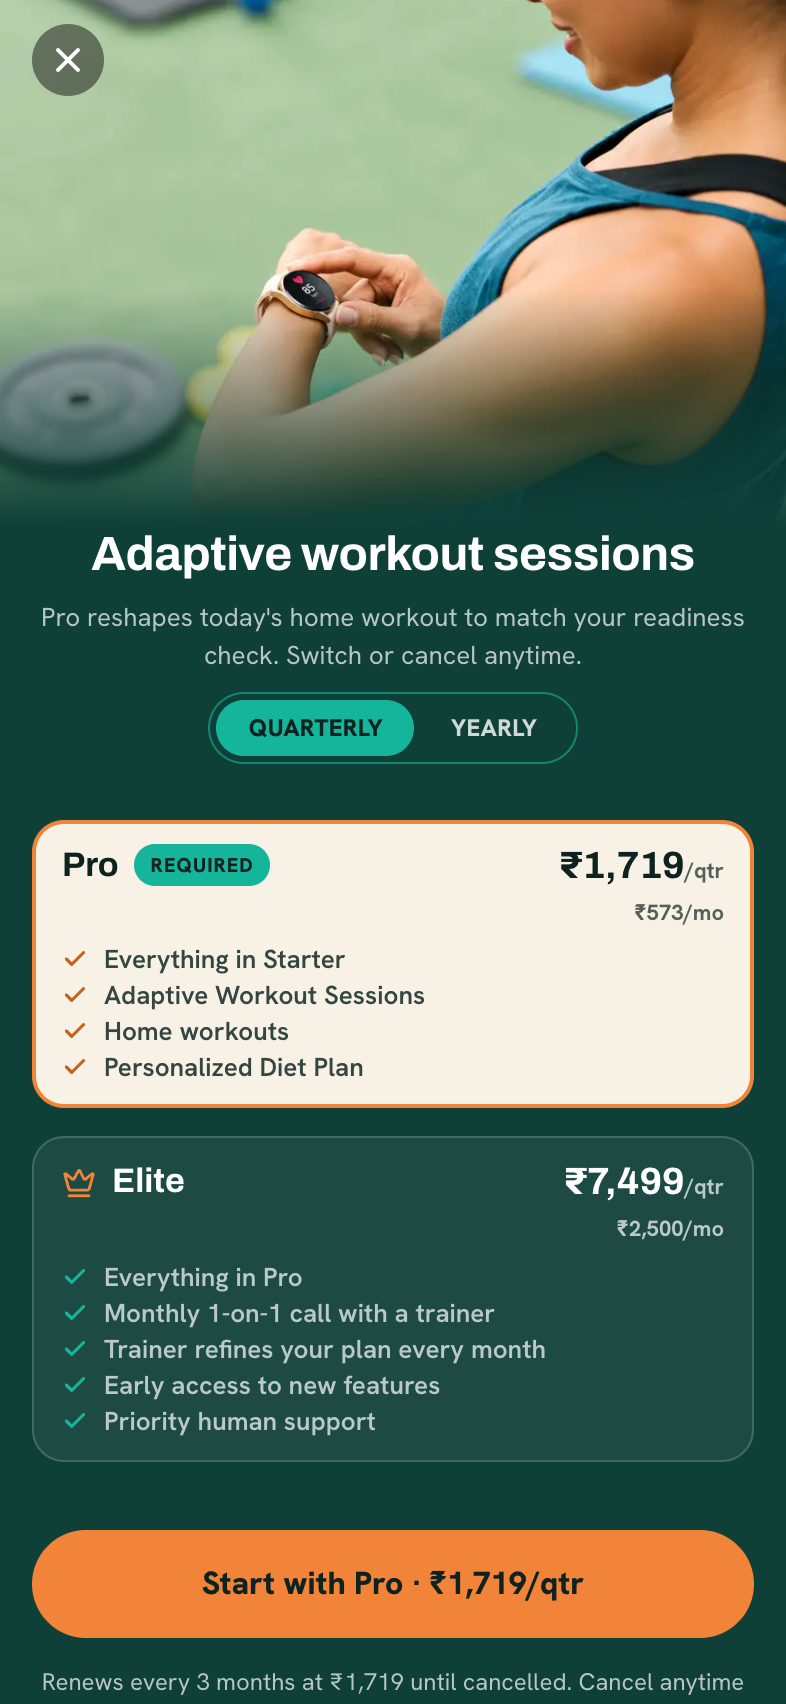 85
Adaptive workout sessions
Pro reshapes today's home workout to match your readiness
check. Switch or cancel anytime.
QUARTERLY YEARLY
Pro REQUIRED ₹1,719/qtr
₹573/mo
Everything in Starter
Adaptive Workout Sessions
Home workouts
Personalized Diet Plan
Elite ₹7,499/qtr
₹2,500/mo
Everything in Pro
Monthly 1-on-1 call with a trainer
Trainer refines your plan every month
Early access to new features
Priority human support
Start with Pro · ₹1,719/qtr
Renews every 3 months at ₹1,719 until cancelled. Cancel anytime